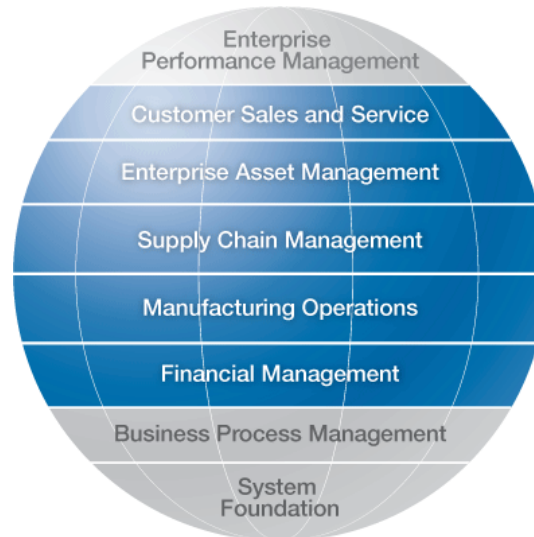 Enterprise
Performance Management
Customer Sales and Service
Enterprise Asset Management
Supply Chain Management
Manufacturing Operations
Financial Management
Business Process Management
System
Foundation